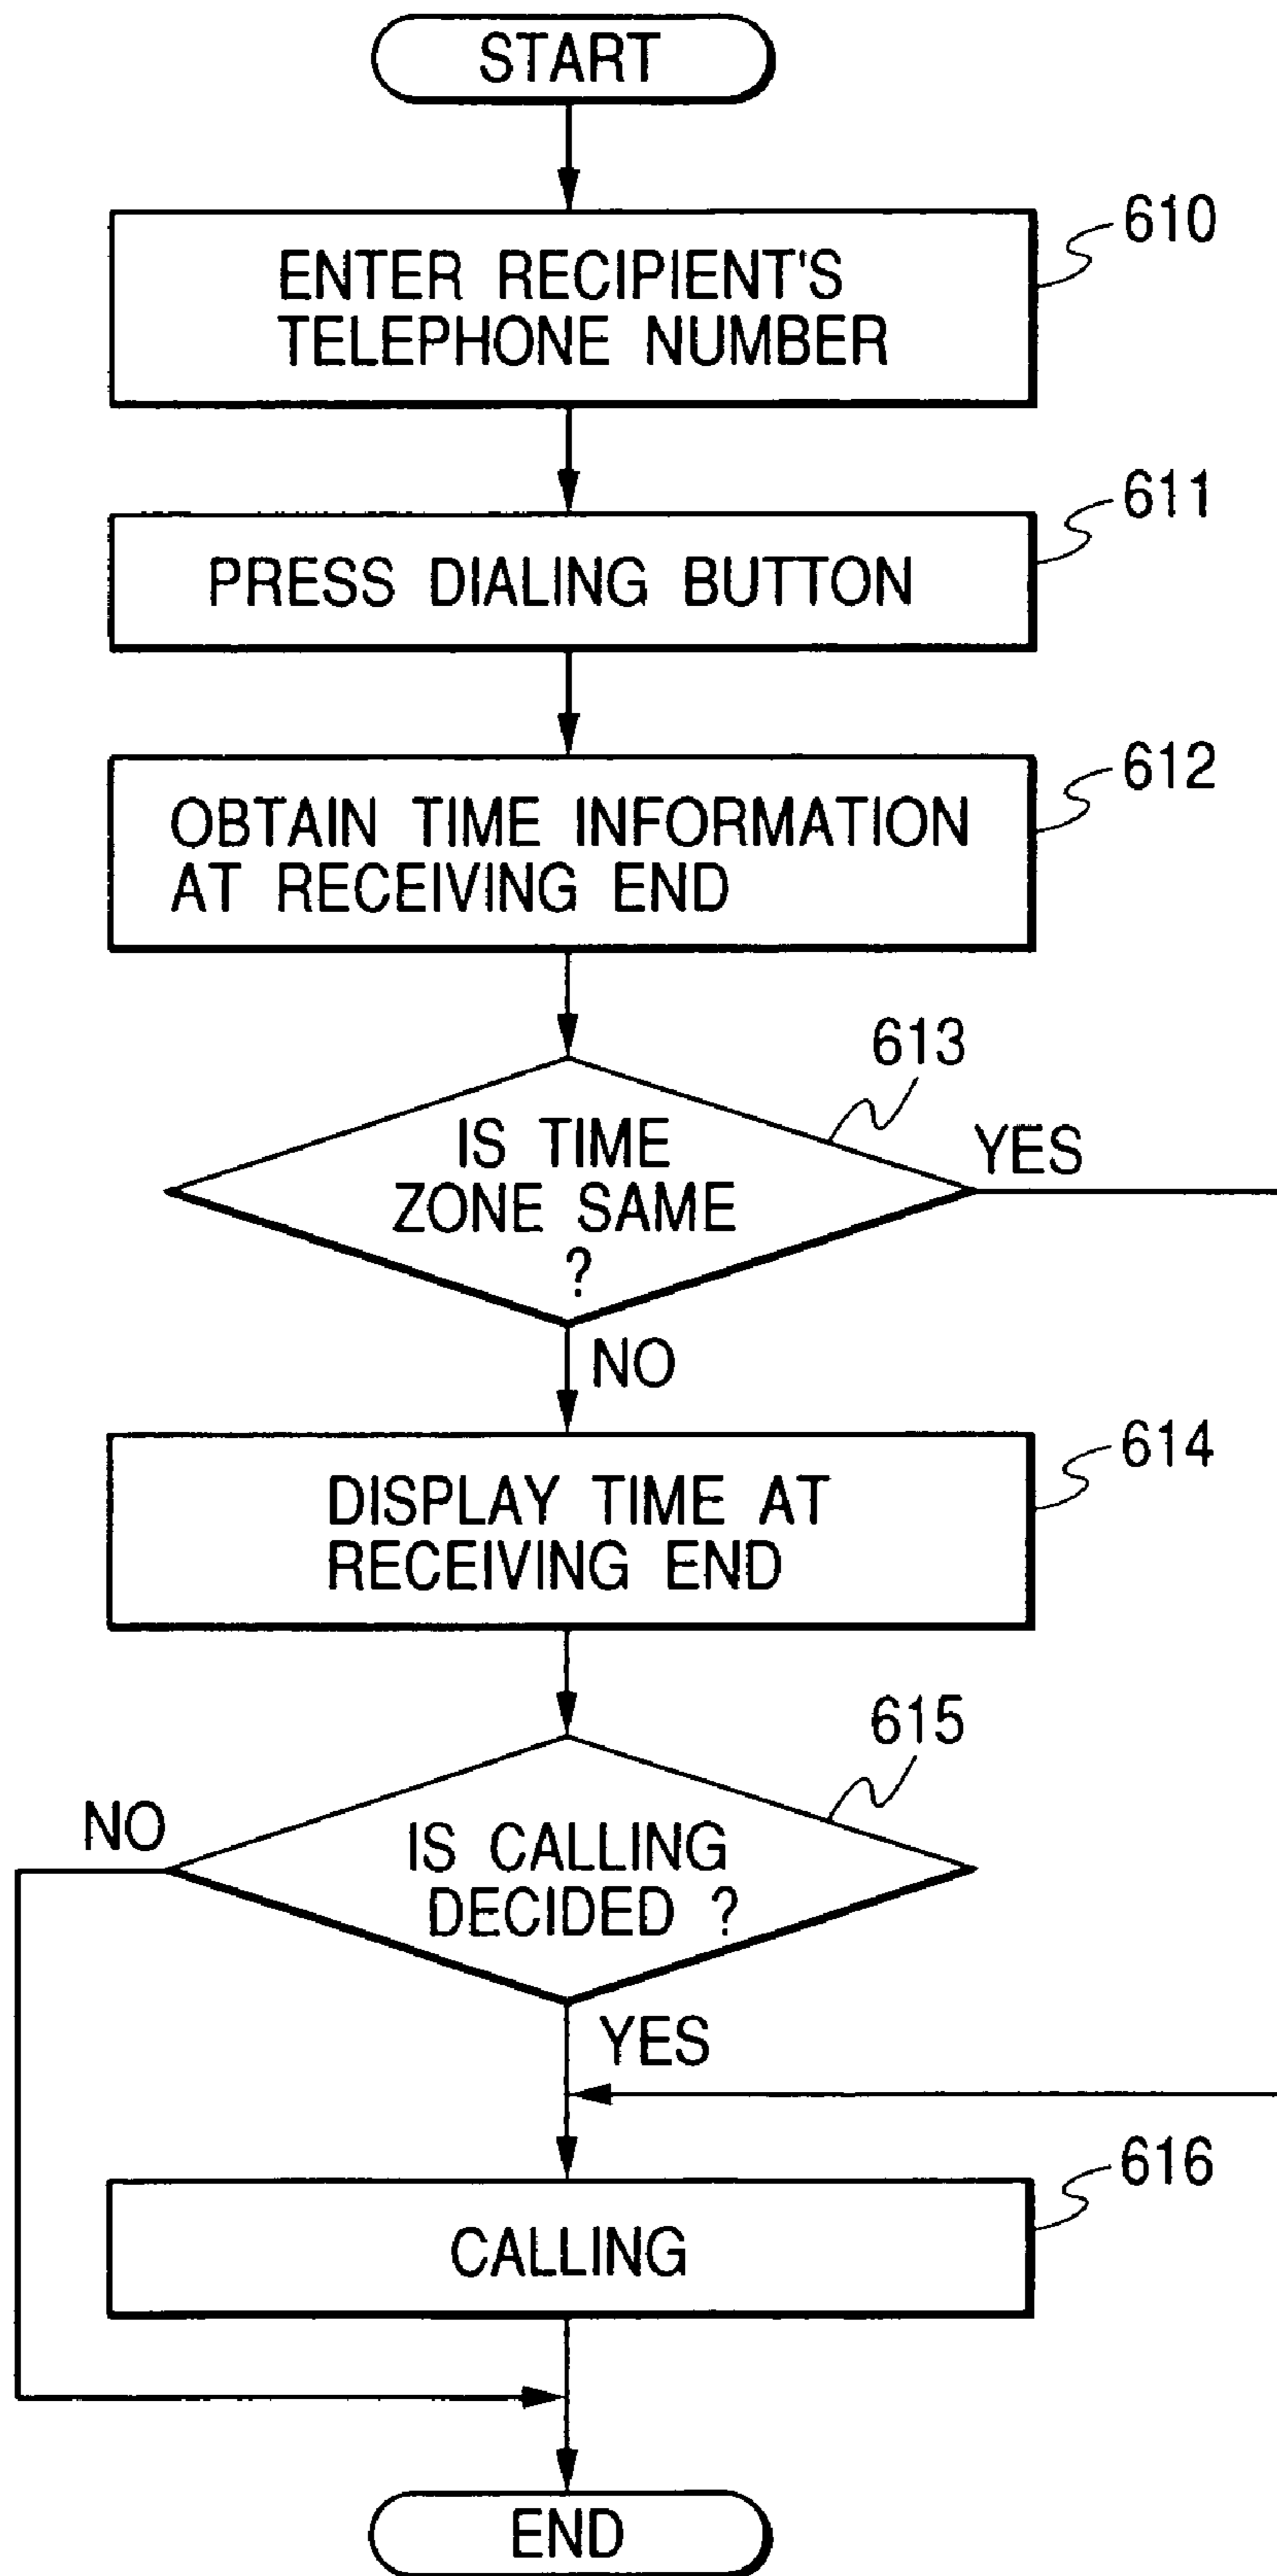 START
610
ENTER RECIPIENT'S
TELEPHONE NUMBER
611
PRESS DIALING BUTTON
612
OBTAIN TIME INFORMATION
AT RECEIVING END
613
IS TIME
ZONE SAME
?
YES
NO
614
DISPLAY TIME AT
RECEIVING END
615
NO
IS CALLING
DECIDED ?
YES
616
CALLING
END